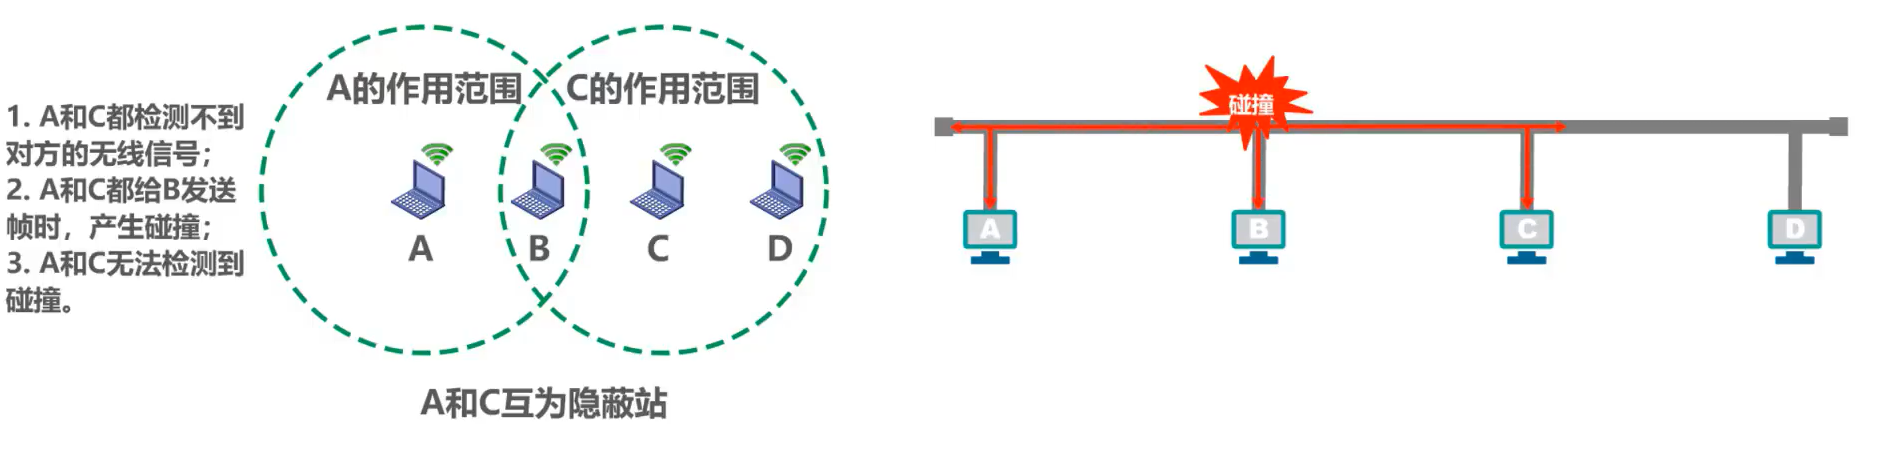 1. A和C都检测不到
对方的无线信号；
2. A和C都给B发送
帧时，产生碰撞；
3. A和C无法检测到
碰撞。
A的作用范围
C的作用范围
A
B
C
D
A和C互为隐蔽站
碰撞
A
B
C
D